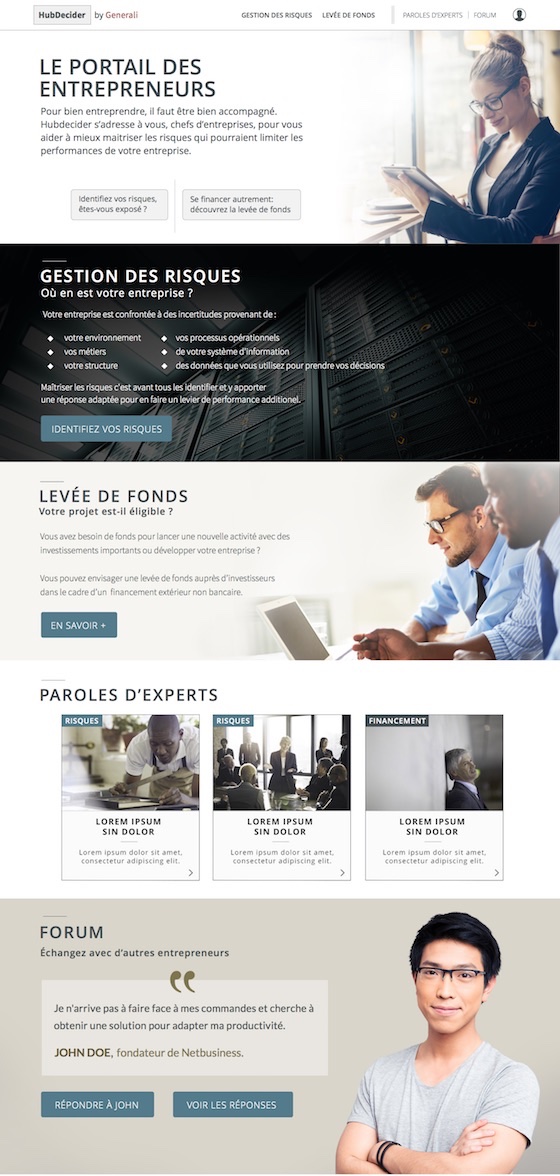 HubDecider by Generali
GESTION DES RISQUES LEVÉE DE FONDS PAROLES D'EXPERTS FORUM
LE PORTAIL DES
ENTREPRENEURS
Pour bien entreprendre, il faut être bien accompagné.
Hubdecider s'adresse à vous, chefs d'entreprises, pour vous
aider à mieux maitriser les risques qui pourraient limiter les
performances de votre entreprise.
Identifiez vos risques,
êtes-vous exposé ?
Se financer autrement:
découvrez la levée de fonds
GESTION DES RISQUES
Où en est votre entreprise ?
Votre entreprise est confrontée à des incertitudes provenant de :
◆ votre environnement
◆ vos métiers
◆ votre structure
◆ vos processus opérationnels
◆ de votre système d'information
◆ des données que vous utilisez pour prendre vos décisions
Maîtriser les risques c'est avant tous les identifier et y apporter
une réponse adaptée pour en faire un levier de performance additionel.
IDENTIFIEZ VOS RISQUES
LEVÉE DE FONDS
Votre projet est-il éligible ?
Vous avez besoin de fonds pour lancer une nouvelle activité avec des
investissements importants ou développer votre entreprise ?
Vous pouvez envisager une levée de fonds auprès d'investisseurs
dans le cadre d'un financement extérieur non bancaire.
EN SAVOIR +
PAROLES D'EXPERTS
RISQUES
LOREM IPSUM
SIN DOLOR
Lorem ipsum dolor sit amet,
consectetur adipiscing elit.
RISQUES
LOREM IPSUM
SIN DOLOR
Lorem ipsum dolor sit amet,
consectetur adipiscing elit.
FINANCEMENT
LOREM IPSUM
SIN DOLOR
Lorem ipsum dolor sit amet,
consectetur adipiscing elit.
FORUM
Échangez avec d'autres entrepreneurs
Je n'arrive pas à faire face à mes commandes et cherche à
obtenir une solution pour adapter ma productivité.
JOHN DOE, fondateur de Netbusiness.
RÉPONDRE À JOHN
VOIR LES RÉPONSES